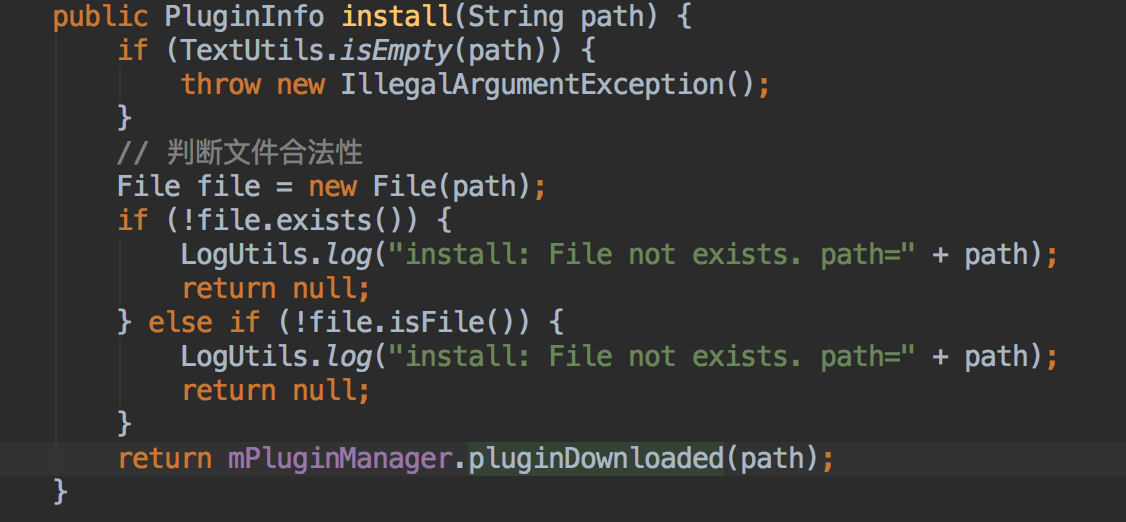 public PluginInfo install(String path) {
if (TextUtils.isEmpty(path)) {
throw new IllegalArgumentException();
}
// 判断文件合法性
File file = new File(path);
if (!file.exists()) {
LogUtils.log("install: File not exists. path=" + path);
return null;
} else if (!file.isFile()) {
LogUtils.log("install: File not exists. path=" + path);
return null;
}
return mPluginManager.pluginDownloaded(path);
}